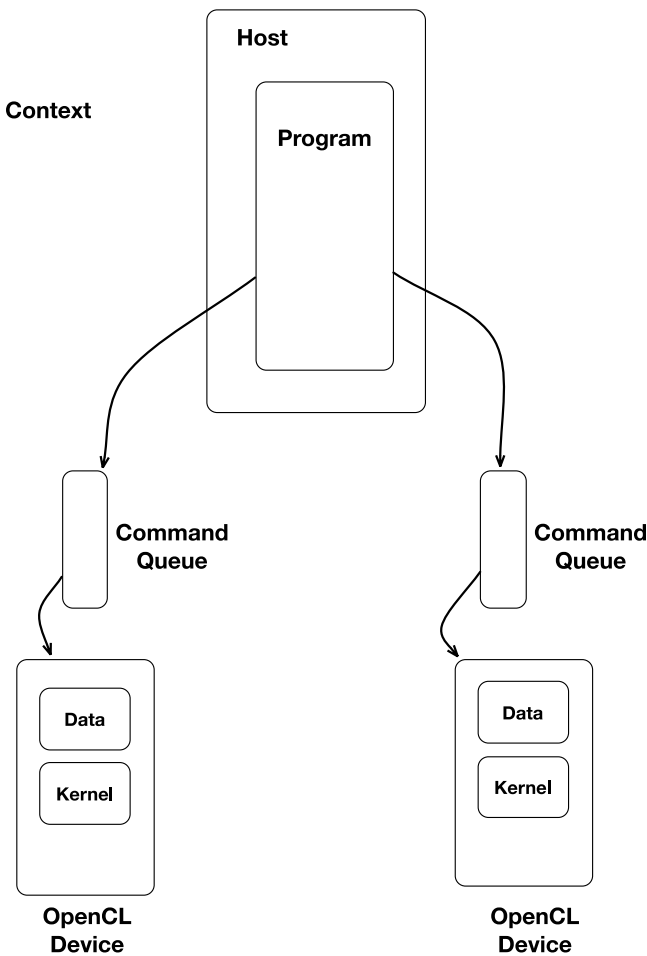 Host
Context
Program
Command
Queue
Command
Queue
Data
Kernel
Data
Kernel
OpenCL
Device
OpenCL
Device